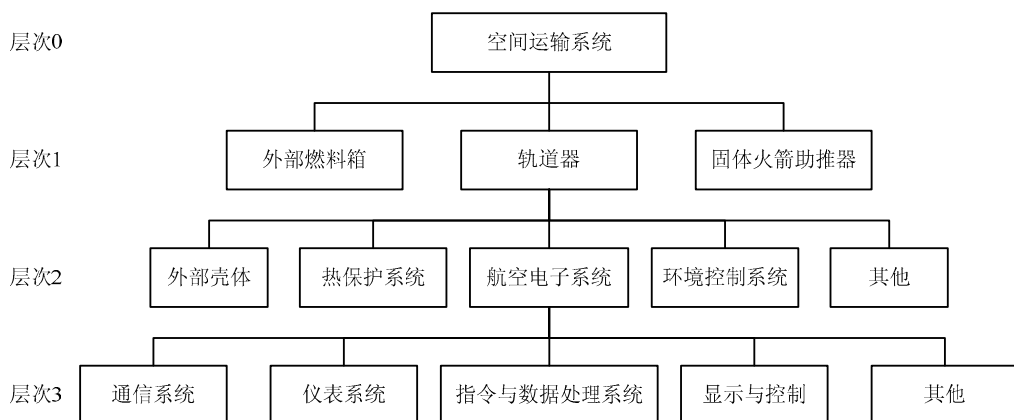 层次0
空间运输系统
层次1
外部燃料箱
轨道器
固体火箭助推器
层次2
外部壳体
热保护系统
航空电子系统
环境控制系统
其他
层次3
通信系统
仪表系统
指令与数据处理系统
显示与控制
其他